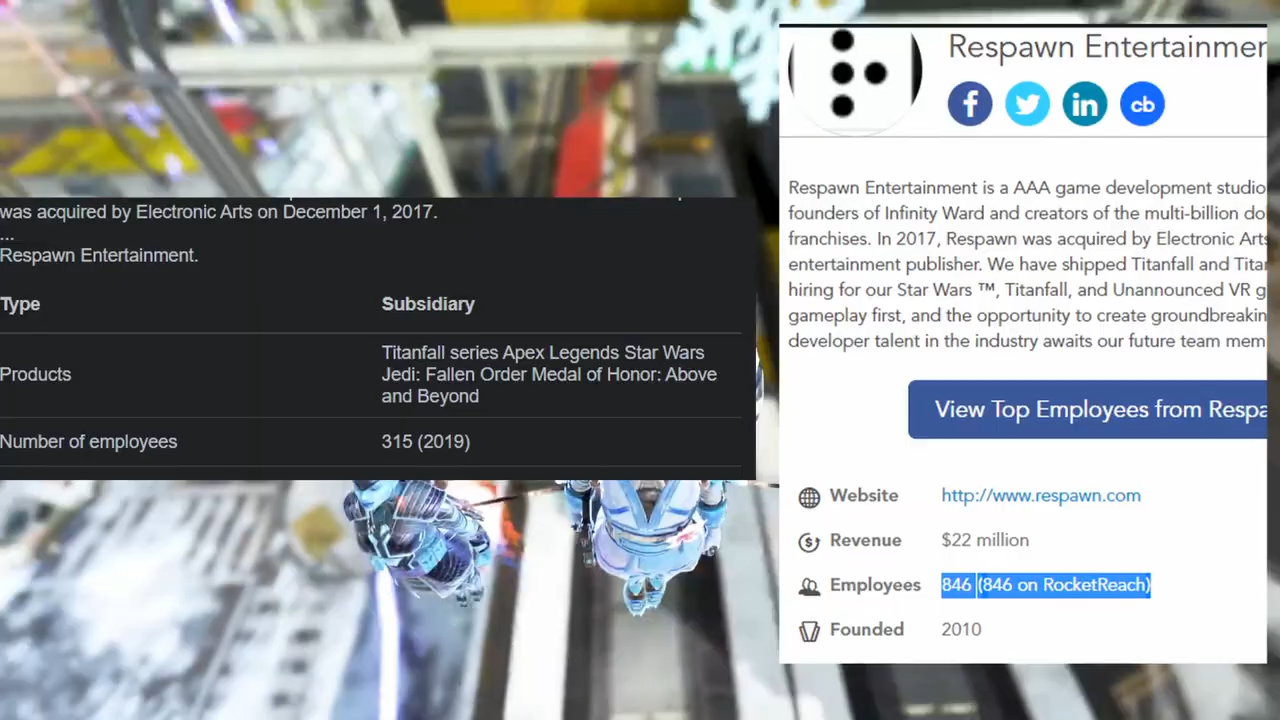 was acquired by Electronic Arts on December 1, 2017.
...
Respawn Entertainment.
Type Subsidiary
Products Titanfall series Apex Legends Star Wars
Jedi: Fallen Order Medal of Honor: Above
and Beyond
Number of employees 315 (2019)
Respawn Entertainmer
f in cb
Respawn Entertainment is a AAA game development studio
founders of Infinity Ward and creators of the multi-billion do
franchises. In 2017, Respawn was acquired by Electronic Arts
entertainment publisher. We have shipped Titanfall and Titar
hiring for our Star Wars ™, Titanfall, and Unannounced VR g
gameplay first, and the opportunity to create groundbreakin
developer talent in the industry awaits our future team mem
View Top Employees from Respa
Website http://www.respawn.com
Revenue $22 million
Employees 846 (846 on RocketReach)
Founded 2010